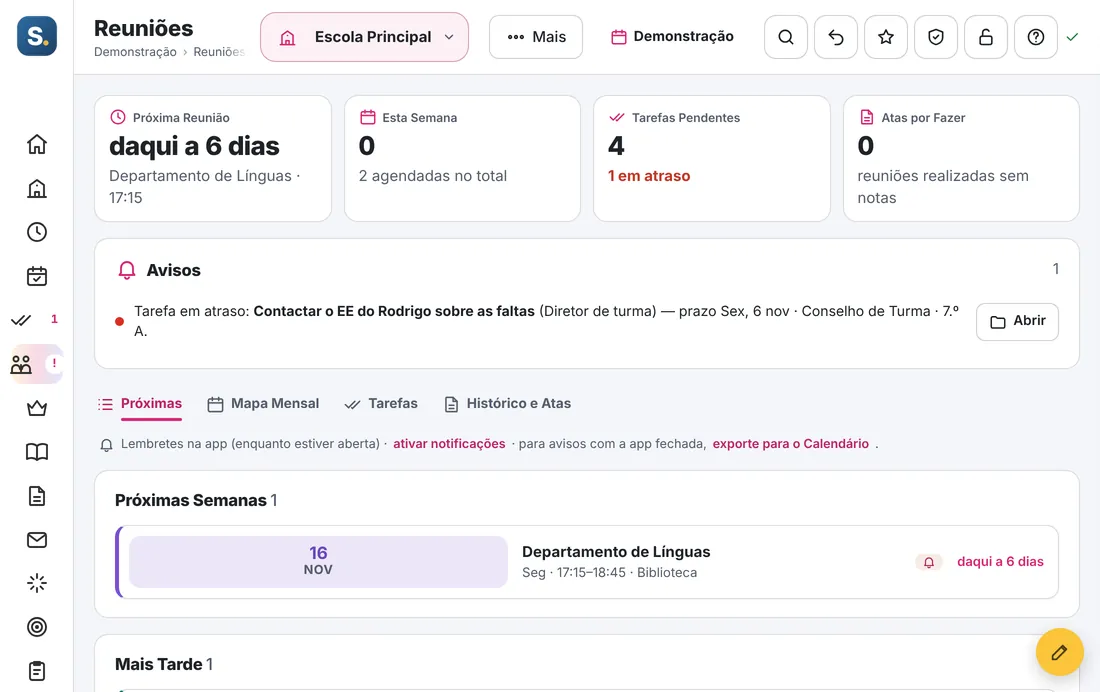 S.
Reuniões
Demonstração › Reuniões
Escola Principal
Mais
Demonstração
Próxima Reunião
daqui a 6 dias
Departamento de Línguas ·
17:15
Esta Semana
0
2 agendadas no total
Tarefas Pendentes
4
1 em atraso
Atas por Fazer
0
reuniões realizadas sem
notas
1
!
Avisos
1
Tarefa em atraso: Contactar o EE do Rodrigo sobre as faltas (Diretor de turma) — prazo Sex, 6 nov · Conselho de Turma · 7.º
A.
Abrir
Próximas
Mapa Mensal
Tarefas
Histórico e Atas
Lembretes na app (enquanto estiver aberta) · ativar notificações · para avisos com a app fechada, exporte para o Calendário .
Próximas Semanas 1
16
NOV
Departamento de Línguas
Seg · 17:15–18:45 · Biblioteca
daqui a 6 dias
Mais Tarde 1